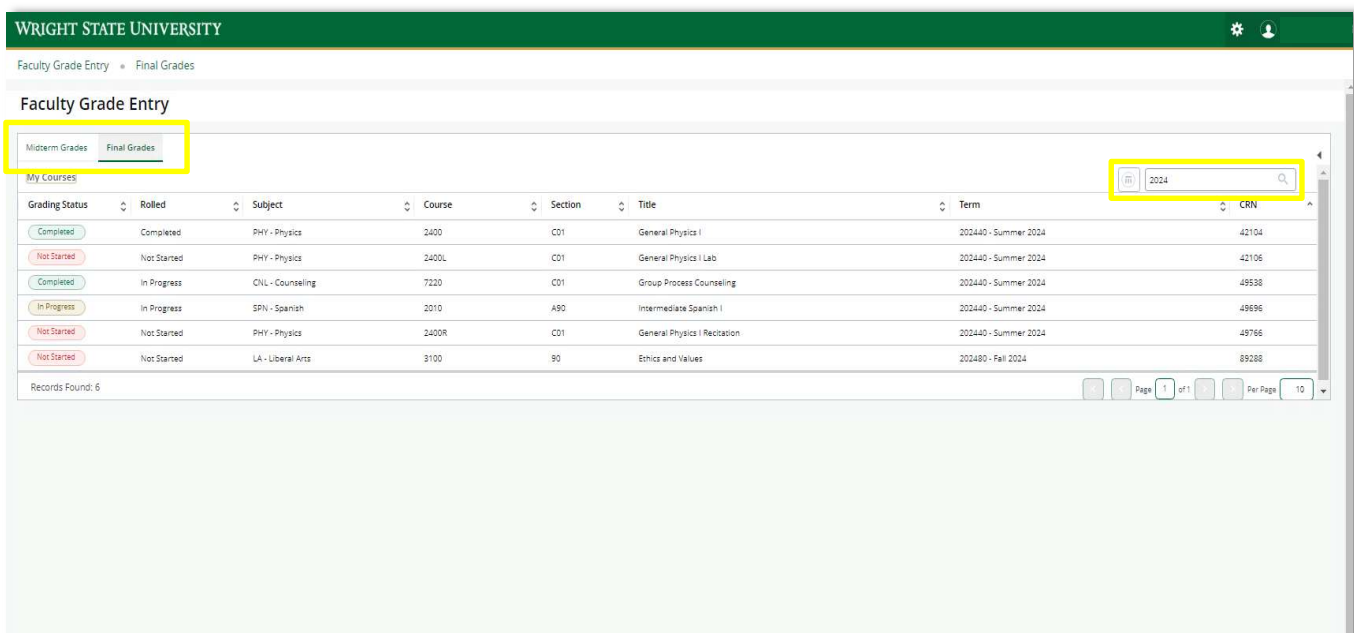 WRIGHT STATE UNIVERSITY
Faculty Grade Entry • Final Grades
Faculty Grade Entry
Midterm Grades Final Grades
My Courses 2024
Grading Status Rolled Subject Course Section Title Term CRN
Completed Completed PHY - Physics 2400 C01 General Physics I 202440 - Summer 2024 42104
Not Started Not Started PHY - Physics 2400L C01 General Physics I Lab 202440 - Summer 2024 42106
Completed In Progress CNL - Counseling 7220 C01 Group Process Counseling 202440 - Summer 2024 49538
In Progress In Progress SPN - Spanish 2010 A90 Intermediate Spanish I 202440 - Summer 2024 49696
Not Started Not Started PHY - Physics 2400R C01 General Physics I Recitation 202440 - Summer 2024 49766
Not Started Not Started LA - Liberal Arts 3100 90 Ethics and Values 202480 - Fall 2024 89288
Records Found: 6 Page 1 of 1 Per Page 10